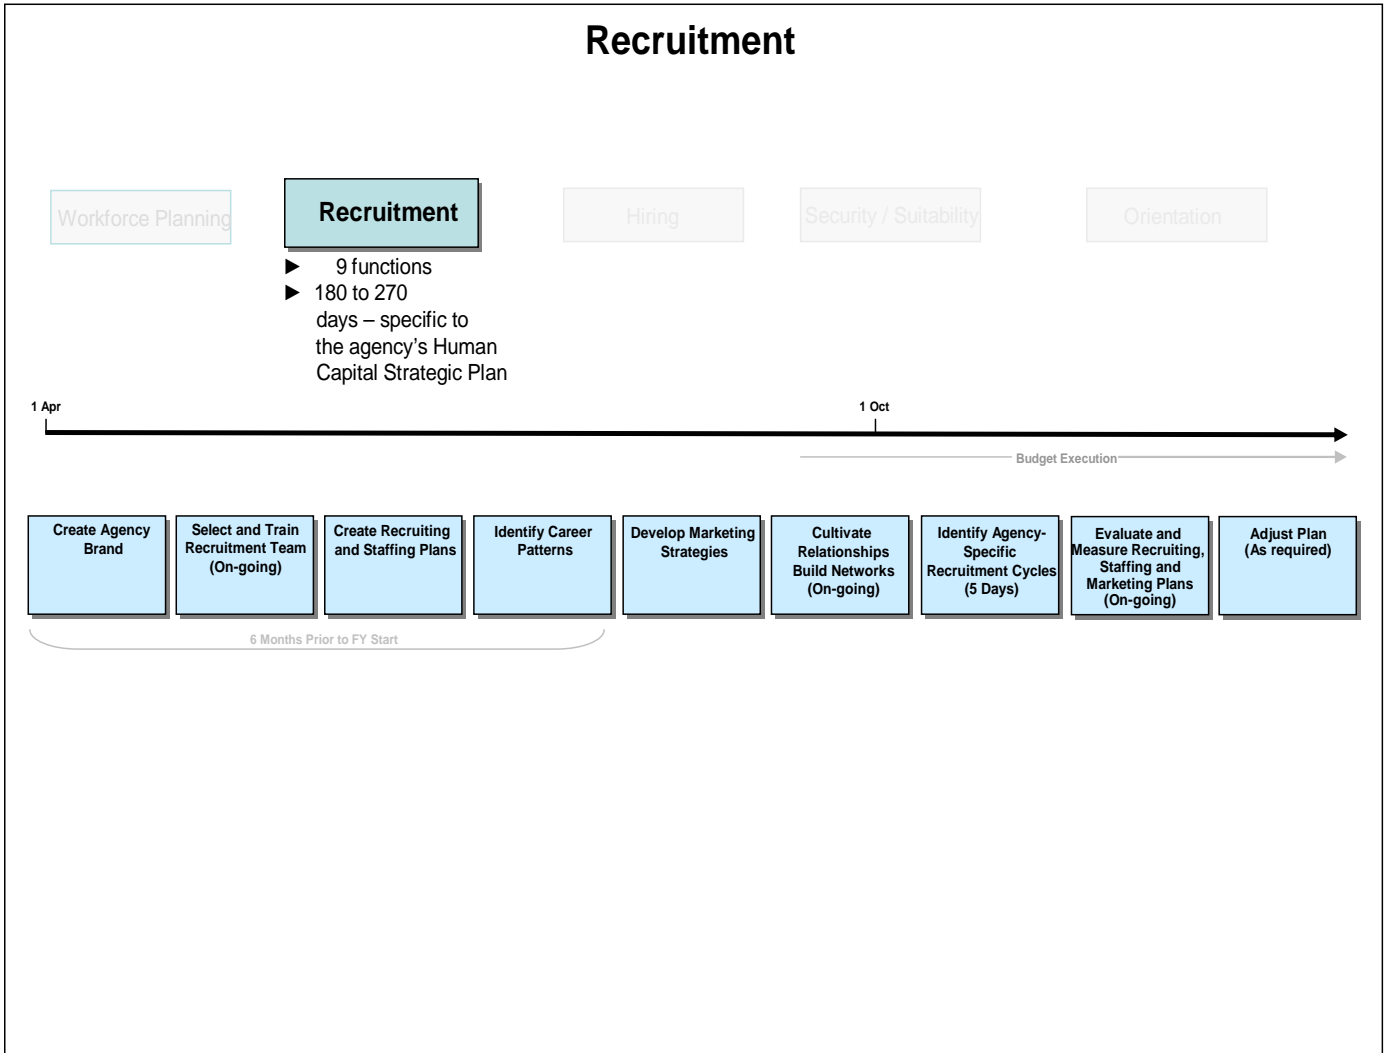 Recruitment
Workforce Planning
Recruitment
Hiring
Security / Suitability
Orientation
► 9 functions
► 180 to 270
days – specific to
the agency's Human
Capital Strategic Plan
1 Apr
1 Oct
Budget Execution
Create Agency
Brand
Select and Train
Recruitment Team
(On-going)
Create Recruiting
and Staffing Plans
Identify Career
Patterns
Develop Marketing
Strategies
Cultivate
Relationships
Build Networks
(On-going)
Identify Agency-
Specific
Recruitment Cycles
(5 Days)
Evaluate and
Measure Recruiting,
Staffing and
Marketing Plans
(On-going)
Adjust Plan
(As required)
6 Months Prior to FY Start